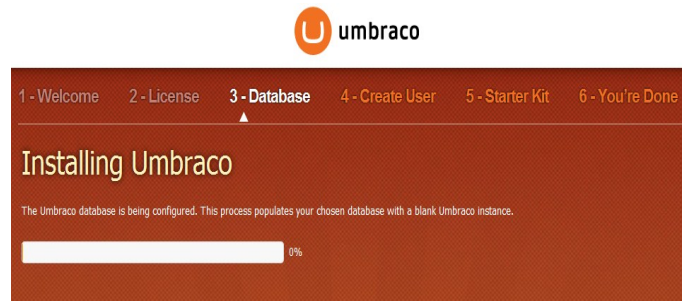 umbraco
1 - Welcome 2 - License 3 - Database 4 - Create User 5 - Starter Kit 6 - You're Done
Installing Umbraco
The Umbraco database is being configured. This process populates your chosen database with a blank Umbraco instance.
0%